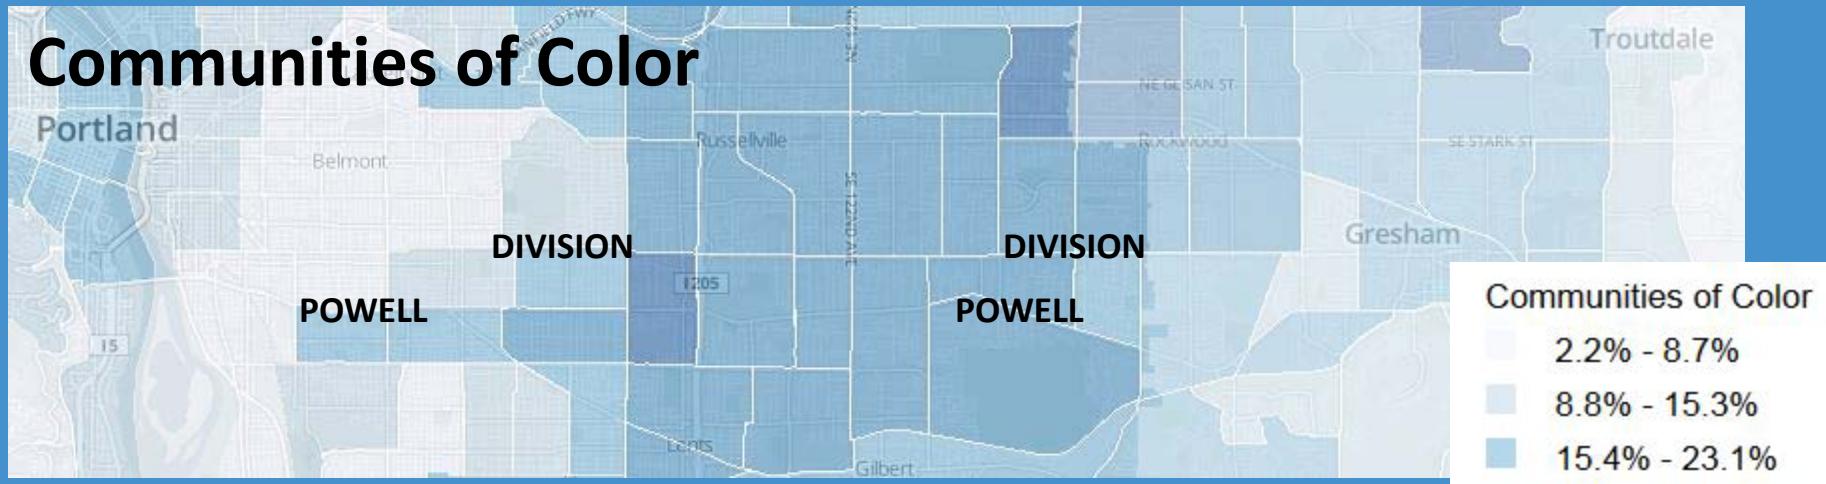 Communities of Color
Troutdale
NE GLISAN ST
Portland
Russellville
Rockwood
SE STARK ST
Belmont
SE 122ND AVE
DIVISION
DIVISION
Gresham
I205
POWELL
POWELL
I5
Lents
Gilbert
Communities of Color
2.2% - 8.7%
8.8% - 15.3%
15.4% - 23.1%